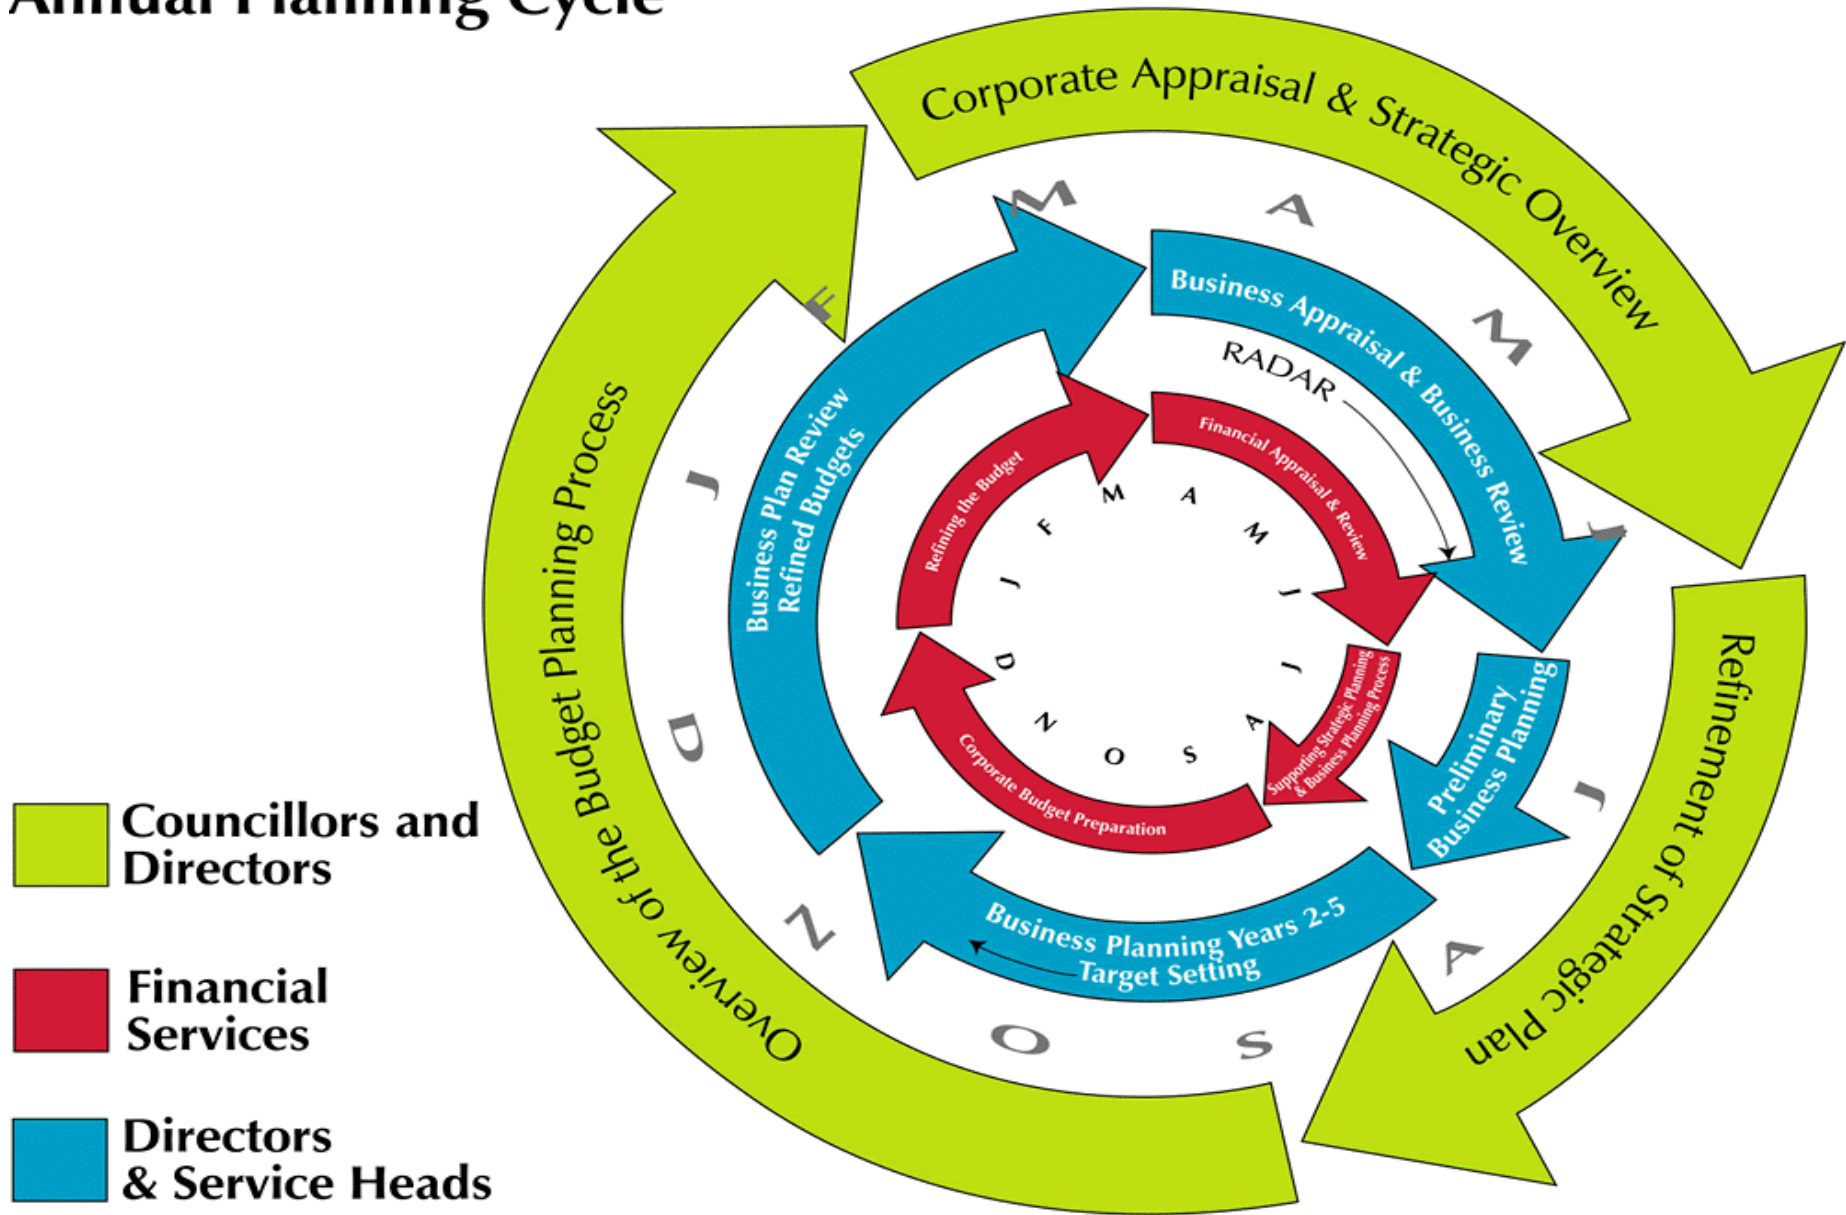 Annual Planning Cycle
Corporate Appraisal & Strategic Overview
Refinement of Strategic Plan
Overview of the Budget Planning Process
M
A
M
J
J
A
S
O
N
D
J
F
Business Appraisal & Business Review
RADAR
Preliminary
Business Planning
Business Planning Years 2-5
Target Setting
Business Plan Review
Refined Budgets
Financial Appraisal & Review
Supporting Strategic Planning
& Business Planning Process
Corporate Budget Preparation
Refining the Budget
M
A
M
J
J
A
S
O
N
D
J
F
Councillors and
Directors
Financial
Services
Directors
& Service Heads